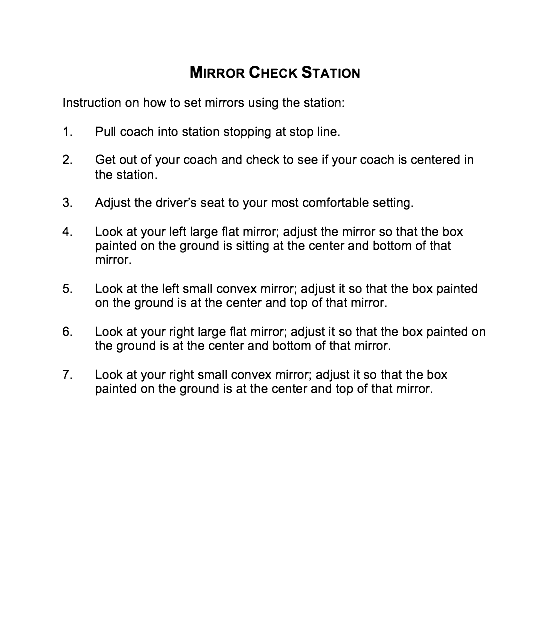 MIRROR CHECK STATION
Instruction on how to set mirrors using the station:
1. Pull coach into station stopping at stop line.
2. Get out of your coach and check to see if your coach is centered in
the station.
3. Adjust the driver's seat to your most comfortable setting.
4. Look at your left large flat mirror; adjust the mirror so that the box
painted on the ground is sitting at the center and bottom of that
mirror.
5. Look at the left small convex mirror; adjust it so that the box painted
on the ground is at the center and top of that mirror.
6. Look at your right large flat mirror; adjust it so that the box painted on
the ground is at the center and bottom of that mirror.
7. Look at your right small convex mirror; adjust it so that the box
painted on the ground is at the center and top of that mirror.